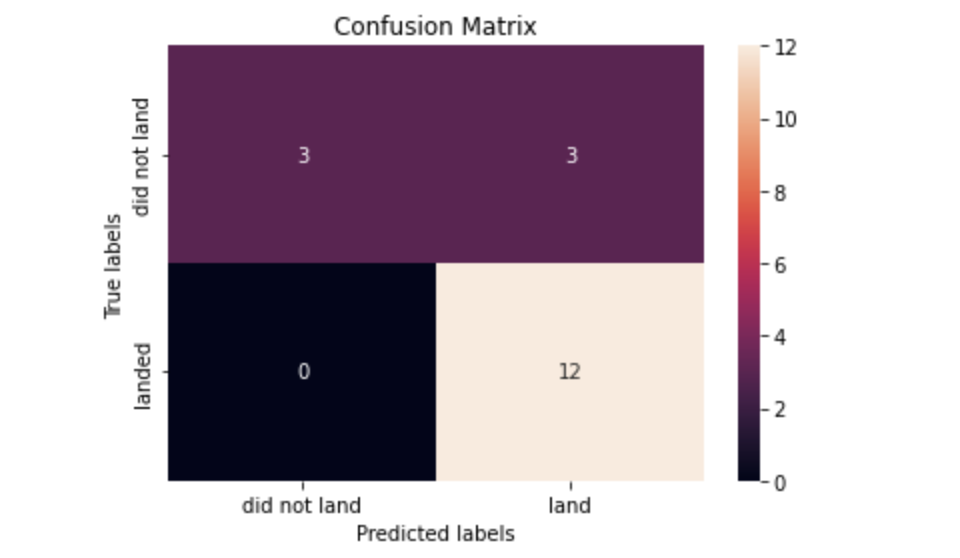 Confusion Matrix
True labels
did not land
landed
3
3
0
12
did not land
land
Predicted labels
12
10
8
6
4
2
0